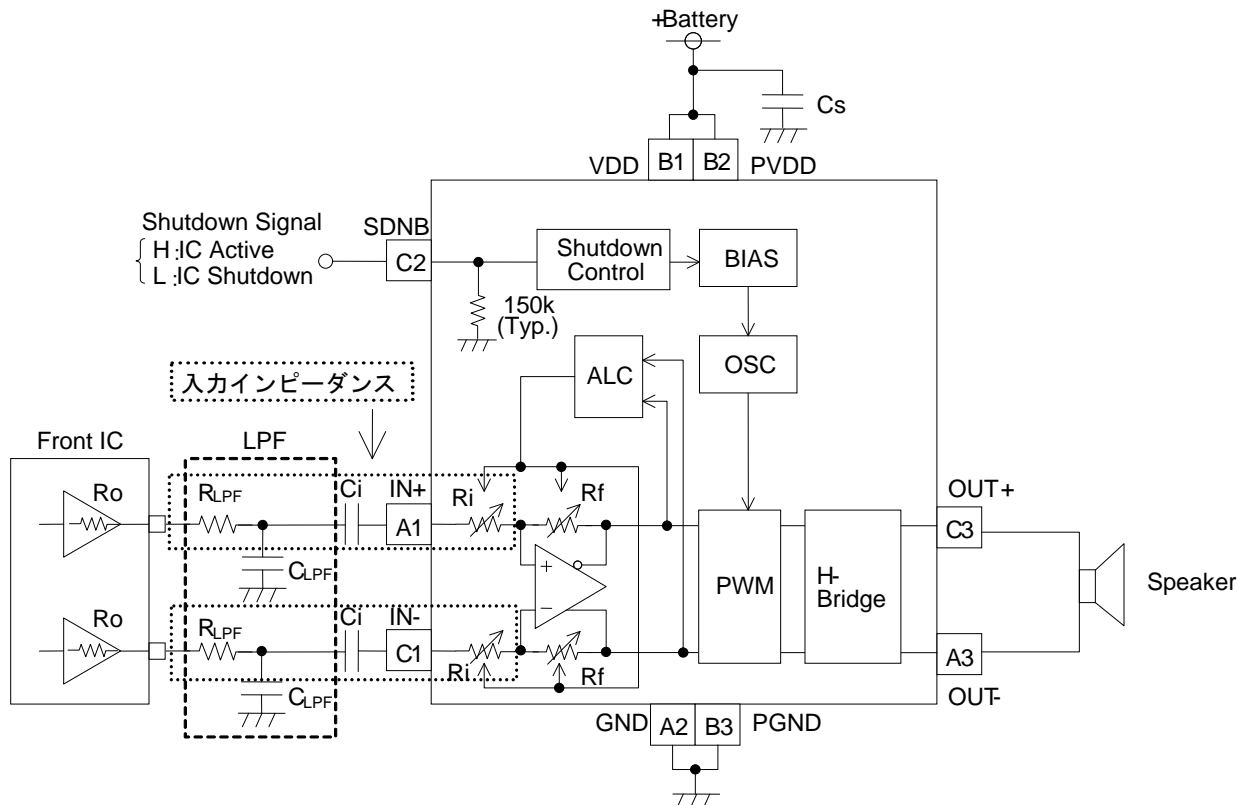 +Battery
Cs
VDD
B1
B2
PVDD
Shutdown Signal
H :IC Active
L :IC Shutdown
SDNB
C2
Shutdown
Control
BIAS
150k
(Typ.)
ALC
OSC
入力インピーダンス
Front IC
LPF
Ro
RLPF
Ci
IN+
A1
Ri
Rf
OUT+
C3
CLPF
+
−
PWM
H-
Bridge
Speaker
Ro
RLPF
Ci
IN-
C1
Ri
Rf
A3
OUT-
CLPF
GND
A2
B3
PGND